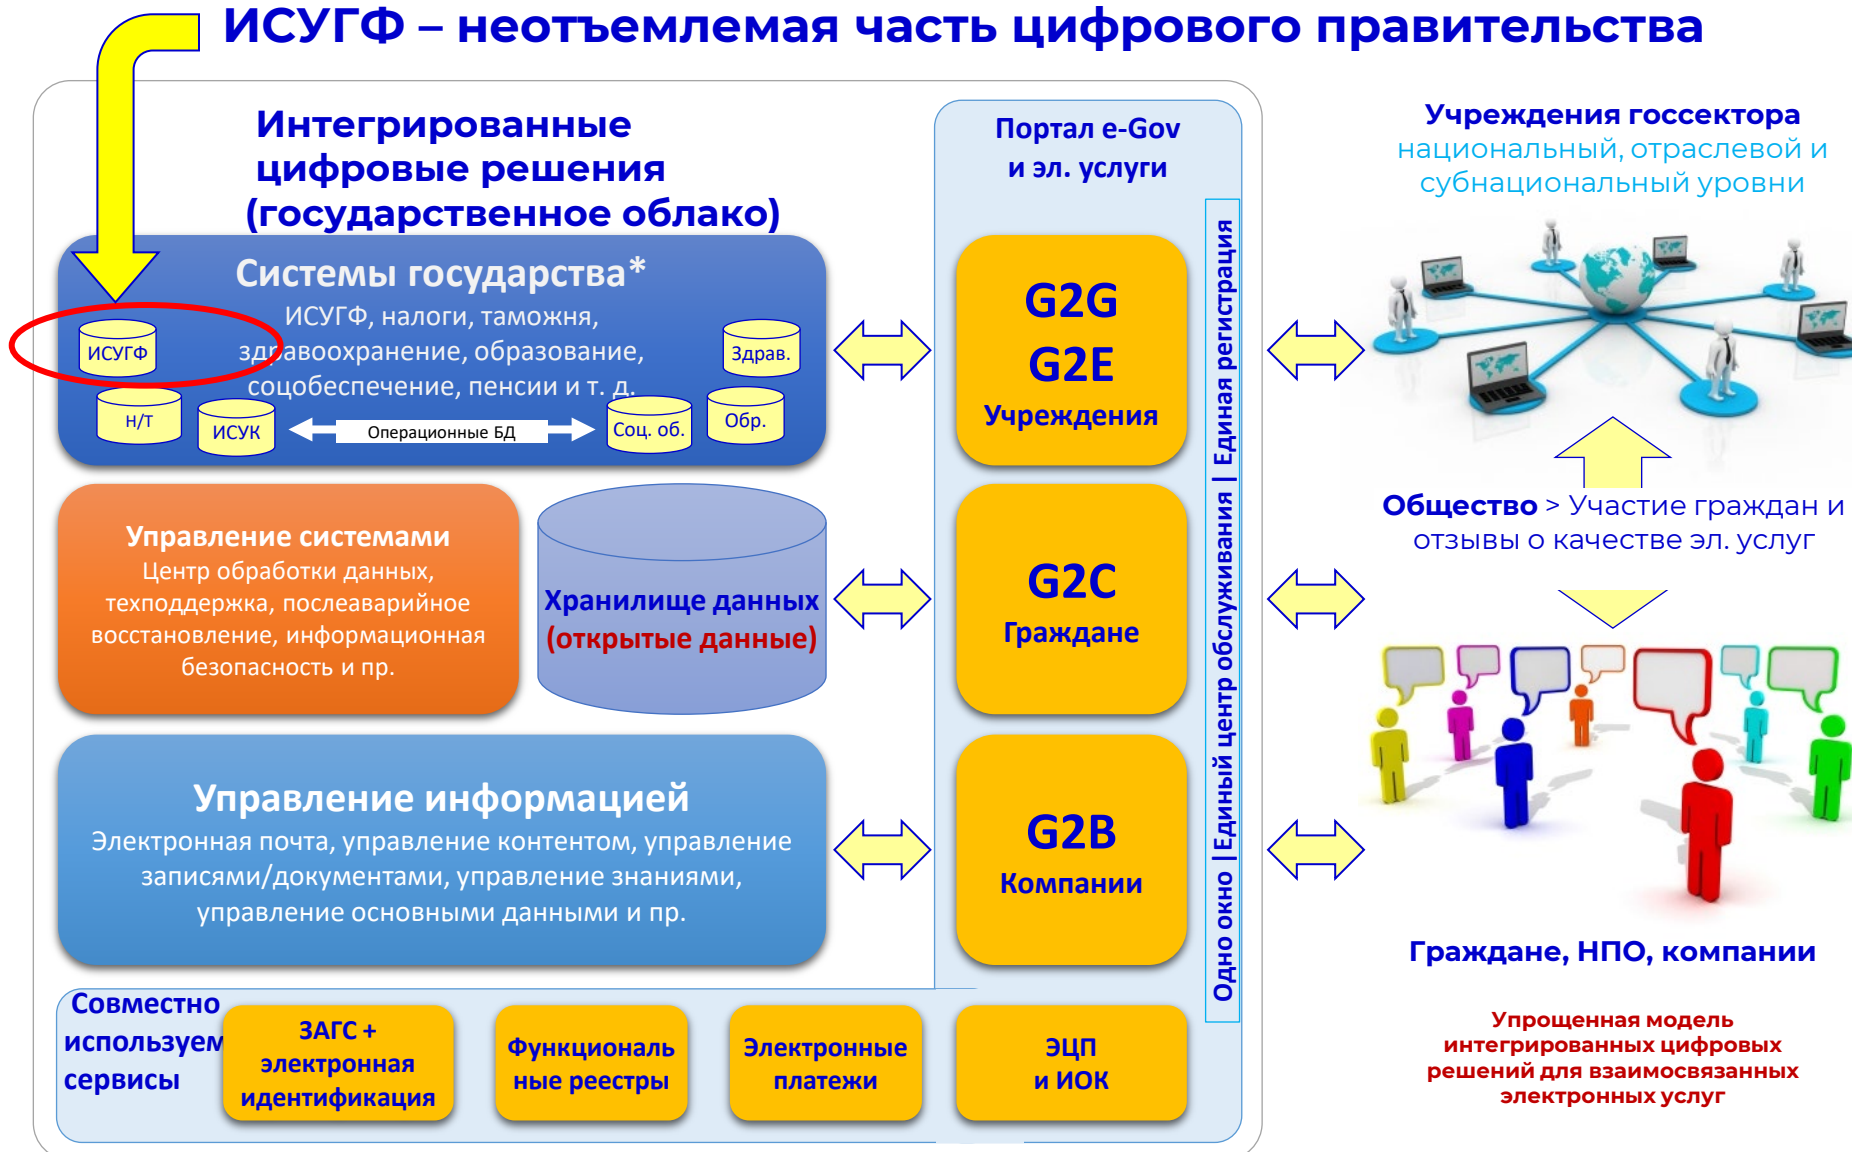 ИСУГФ – неотъемлемая часть цифрового правительства
Интегрированные
цифровые решения
(государственное облако)
Системы государства*
ИСУГФ, налоги, таможня,
здравоохранение, образование,
соцобеспечение, пенсии и т. д.
ИСУГФ
Здрав.
Н/Т
ИСУК
Операционные БД
Соц. об.
Обр.
Управление системами
Центр обработки данных,
техподдержка, послеаварийное
восстановление, информационная
безопасность и пр.
Хранилище данных
(открытые данные)
Управление информацией
Электронная почта, управление контентом, управление
записями/документами, управление знаниями,
управление основными данными и пр.
Портал e-Gov
и эл. услуги
G2G
G2E
Учреждения
G2C
Граждане
G2B
Компании
Одно окно | Единый центр обслуживания | Единая регистрация
Совместно
используем
сервисы
ЗАГС +
электронная
идентификация
Функциональ
ные реестры
Электронные
платежи
ЭЦП
и ИОК
Учреждения госсектора
национальный, отраслевой и
субнациональный уровни
Общество > Участие граждан и
отзывы о качестве эл. услуг
Граждане, НПО, компании
Упрощенная модель
интегрированных цифровых
решений для взаимосвязанных
электронных услуг